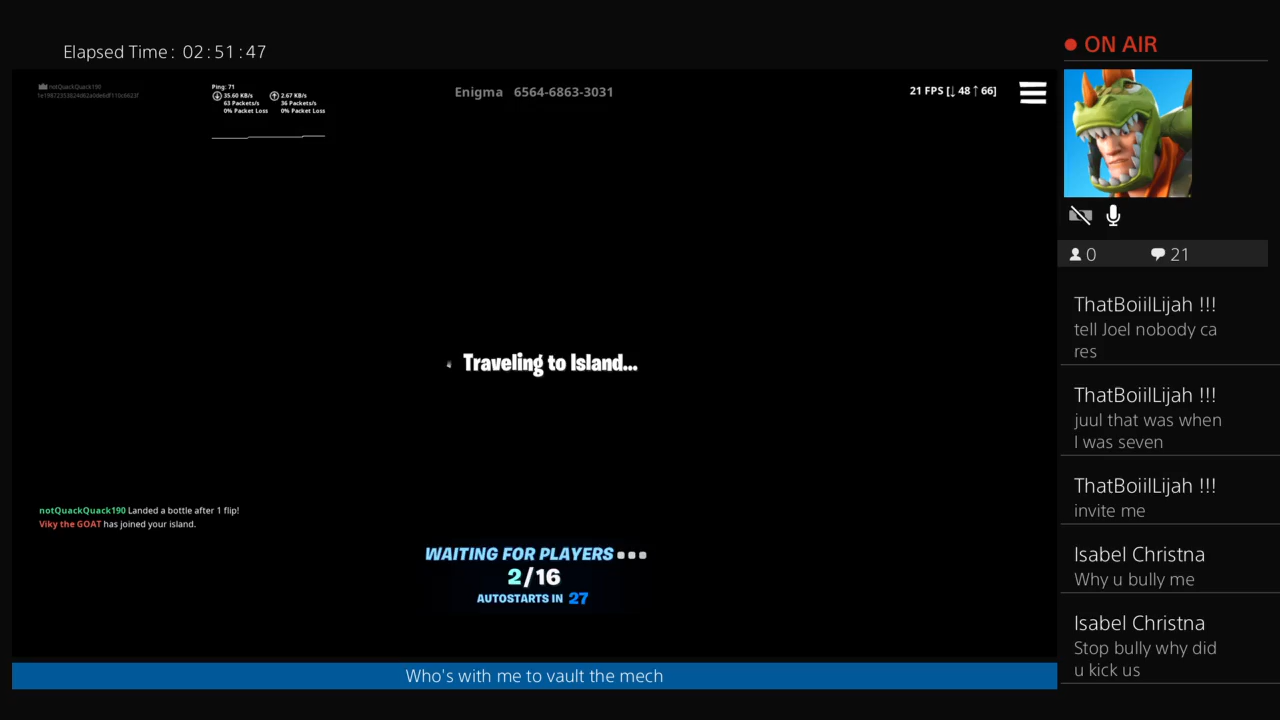 Elapsed Time: 02:51:47
ON AIR
notQuackQuack190
Ping: 71
35.60 KB/s 2.67 KB/s
63 Packets/s 36 Packets/s
0% Packet Loss 0% Packet Loss
Enigma 6564-6863-3031
21 FPS [↓ 48 ↑ 66]
0 21
ThatBoiilLijah !!!
tell Joel nobody ca
res
ThatBoiilLijah !!!
juul that was when
I was seven
ThatBoiilLijah !!!
invite me
Isabel Christna
Why u bully me
Isabel Christna
Stop bully why did
u kick us
Traveling to Island...
notQuackQuack190 Landed a bottle after 1 flip!
Viky the GOAT has joined your island.
WAITING FOR PLAYERS
2/16
AUTOSTARTS IN 27
Who's with me to vault the mech